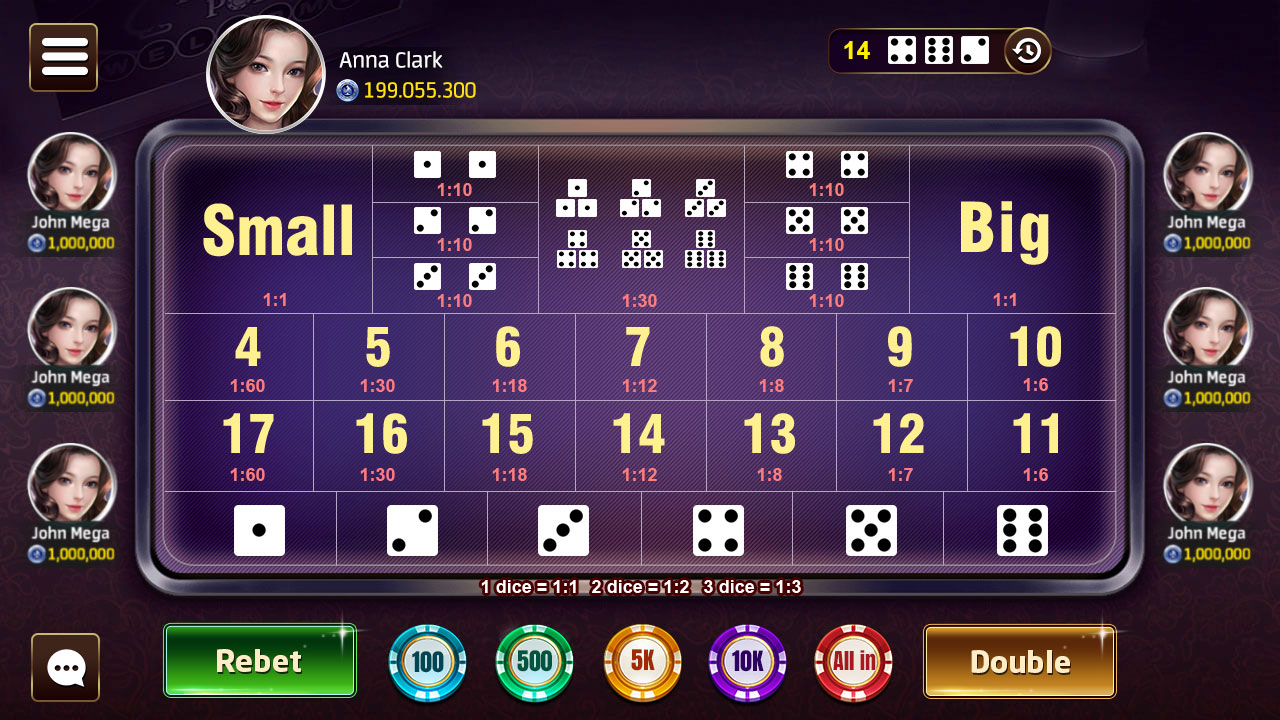 Anna Clark
199.055.300
14
John Mega
1,000,000
John Mega
1,000,000
John Mega
1,000,000
Small
1:1
1:10
1:10
1:10
1:30
1:10
1:10
1:10
Big
1:1
4 5 6 7 8 9 10
1:60 1:30 1:18 1:12 1:8 1:7 1:6
17 16 15 14 13 12 11
1:60 1:30 1:18 1:12 1:8 1:7 1:6
1 dice = 1:1 2 dice = 1:2 3 dice = 1:3
John Mega
1,000,000
John Mega
1,000,000
John Mega
1,000,000
Rebet
100
500
5K
10K
All in
Double